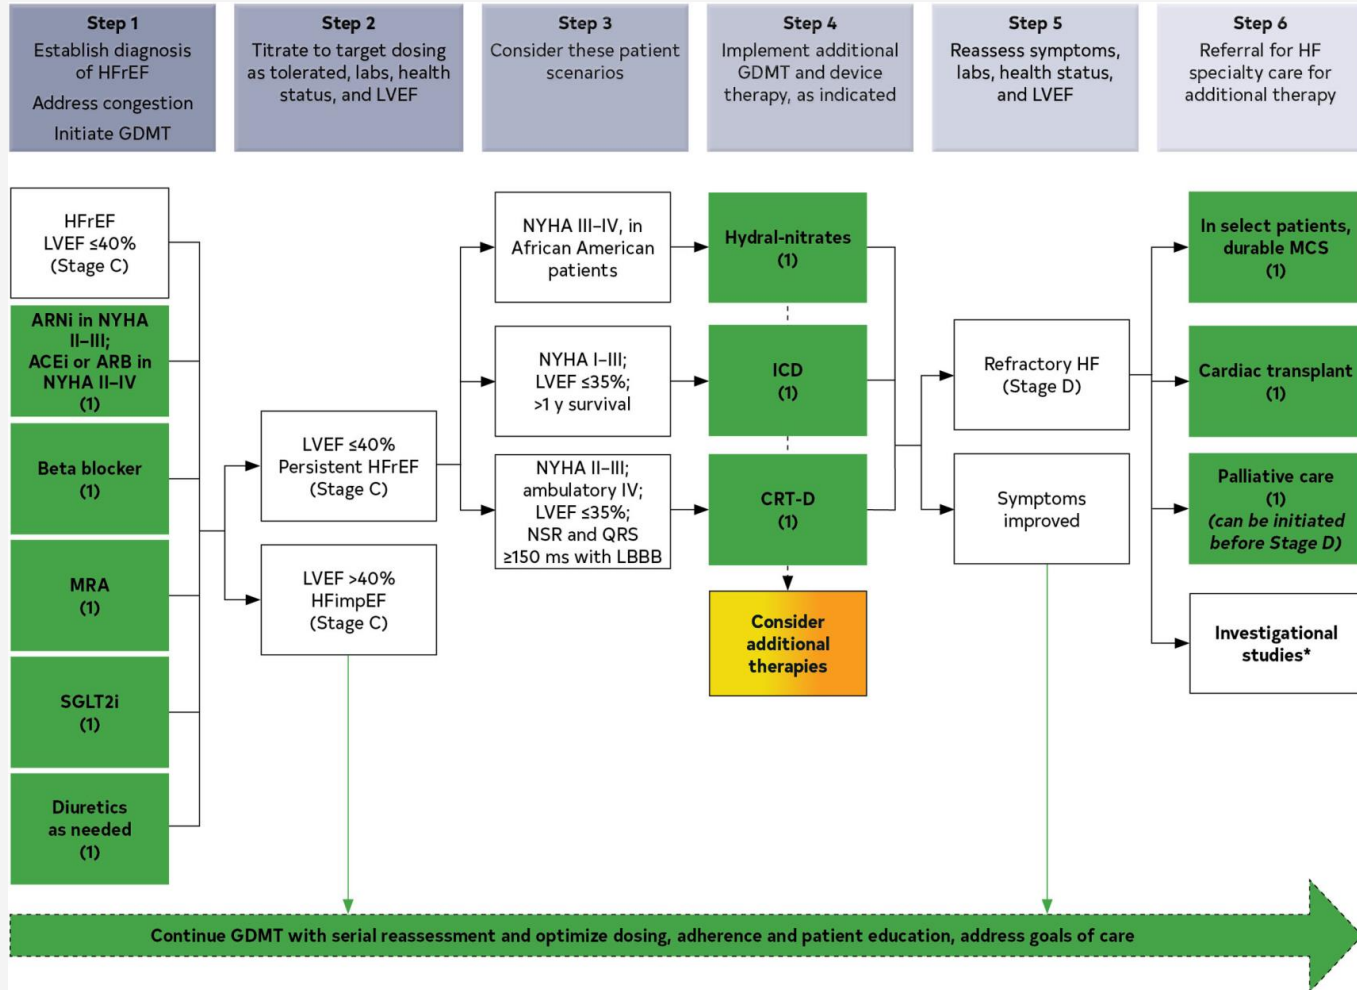 Step 1
Establish diagnosis
of HFrEF
Address congestion
Initiate GDMT
Step 2
Titrate to target dosing
as tolerated, labs, health
status, and LVEF
Step 3
Consider these patient
scenarios
Step 4
Implement additional
GDMT and device
therapy, as indicated
Step 5
Reassess symptoms,
labs, health status,
and LVEF
Step 6
Referral for HF
specialty care for
additional therapy
HFrEF
LVEF ≤40%
(Stage C)
ARNi in NYHA
II–III;
ACEi or ARB in
NYHA II–IV
(1)
Beta blocker
(1)
MRA
(1)
SGLT2i
(1)
Diuretics
as needed
(1)
LVEF ≤40%
Persistent HFrEF
(Stage C)
LVEF >40%
HFimpEF
(Stage C)
NYHA III–IV, in
African American
patients
NYHA I–III;
LVEF ≤35%;
>1 y survival
NYHA II–III;
ambulatory IV;
LVEF ≤35%;
NSR and QRS
≥150 ms with LBBB
Hydral-nitrates
(1)
ICD
(1)
CRT-D
(1)
Consider
additional
therapies
Refractory HF
(Stage D)
Symptoms
improved
In select patients,
durable MCS
(1)
Cardiac transplant
(1)
Palliative care
(1)
(can be initiated
before Stage D)
Investigational
studies*
Continue GDMT with serial reassessment and optimize dosing, adherence and patient education, address goals of care